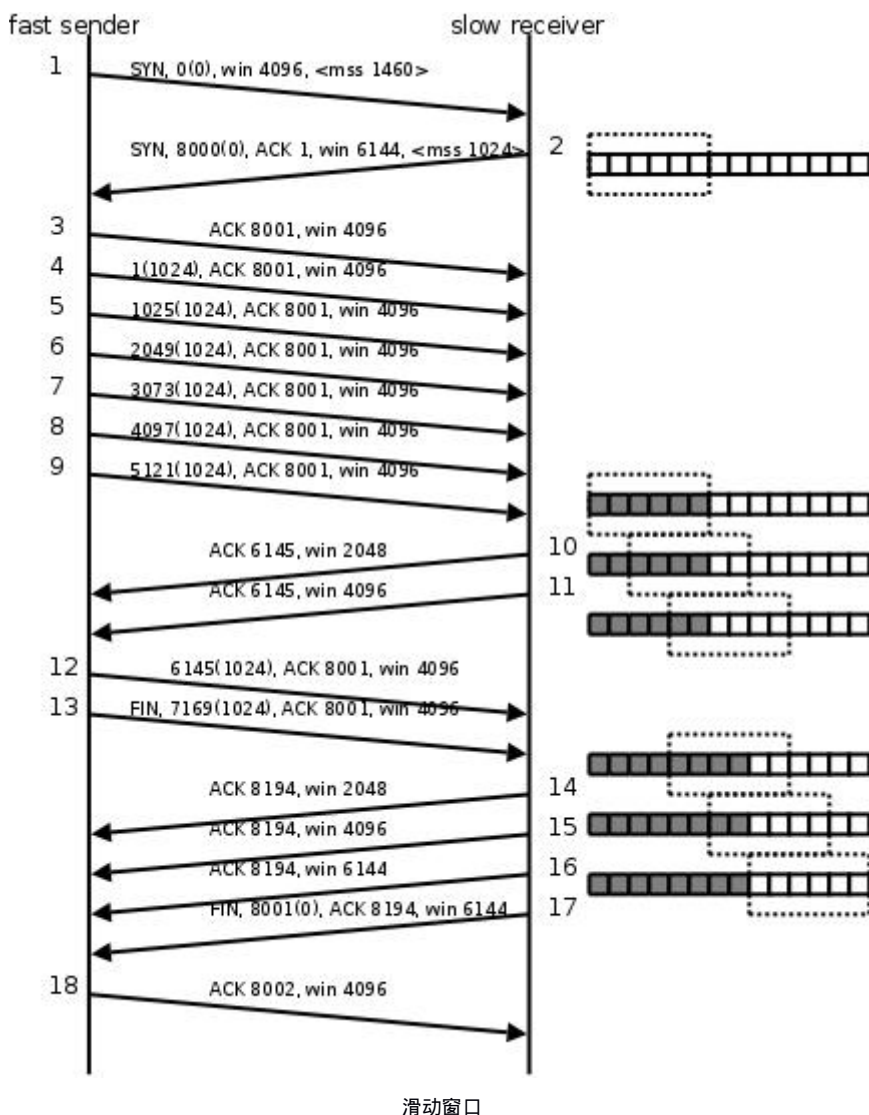 fast sender
slow receiver
1
SYN, 0(0), win 4096, <mss 1460>
SYN, 8000(0), ACK 1, win 6144, <mss 1024>
2
3
ACK 8001, win 4096
4
1(1024), ACK 8001, win 4096
5
1025(1024), ACK 8001, win 4096
6
2049(1024), ACK 8001, win 4096
7
3073(1024), ACK 8001, win 4096
8
4097(1024), ACK 8001, win 4096
9
5121(1024), ACK 8001, win 4096
ACK 6145, win 2048
10
ACK 6145, win 4096
11
12
6145(1024), ACK 8001, win 4096
13
FIN, 7169(1024), ACK 8001, win 4096
ACK 8194, win 2048
14
ACK 8194, win 4096
15
ACK 8194, win 6144
16
FIN, 8001(0), ACK 8194, win 6144
17
18
ACK 8002, win 4096
滑动窗口